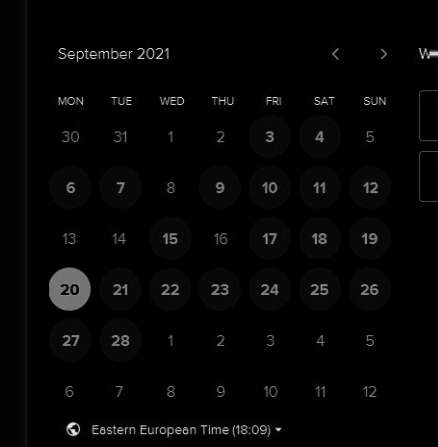 September 2021 < > W
MON TUE WED THU FRI SAT SUN
30 31 1 2 3 4 5
6 7 8 9 10 11 12
13 14 15 16 17 18 19
20 21 22 23 24 25 26
27 28 1 2 3 4 5
6 7 8 9 10 11 12
Eastern European Time (18:09)